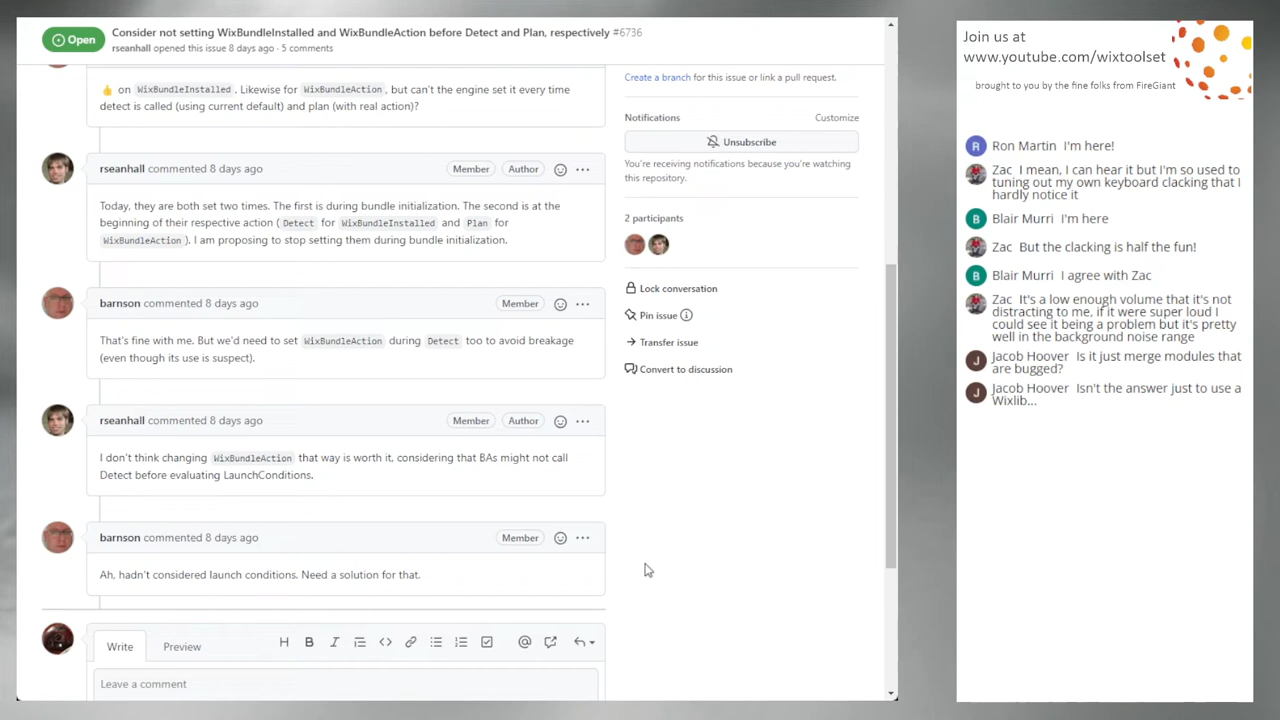 Open
Consider not setting WixBundleInstalled and WixBundleAction before Detect and Plan, respectively #6736
rseanhall opened this issue 8 days ago · 5 comments
👍 on WixBundleInstalled. Likewise for WixBundleAction, but can't the engine set it every time
detect is called (using current default) and plan (with real action)?
rseanhall commented 8 days ago
Member
Author
Today, they are both set two times. The first is during bundle initialization. The second is at the
beginning of their respective action (Detect for WixBundleInstalled and Plan for
WixBundleAction). I am proposing to stop setting them during bundle initialization.
barnson commented 8 days ago
Member
That's fine with me. But we'd need to set WixBundleAction during Detect too to avoid breakage
(even though its use is suspect).
rseanhall commented 8 days ago
Member
Author
I don't think changing WixBundleAction that way is worth it, considering that BAs might not call
Detect before evaluating LaunchConditions.
barnson commented 8 days ago
Member
Ah, hadn't considered launch conditions. Need a solution for that.
Write
Preview
Leave a comment
Create a branch for this issue or link a pull request.
Notifications
Customize
Unsubscribe
You're receiving notifications because you're watching
this repository.
2 participants
Lock conversation
Pin issue
Transfer issue
Convert to discussion
Join us at
www.youtube.com/wixtoolset
brought to you by the fine folks from FireGiant
R Ron Martin I'm here!
Zac I mean, I can hear it but I'm so used to
tuning out my own keyboard clacking that I
hardly notice it
B Blair Murri I'm here
Zac But the clacking is half the fun!
B Blair Murri I agree with Zac
Zac It's a low enough volume that it's not
distracting to me, if it were super loud I
could see it being a problem but it's pretty
well in the background noise range
J Jacob Hoover Is it just merge modules that
are bugged?
J Jacob Hoover Isn't the answer just to use a
Wixlib...